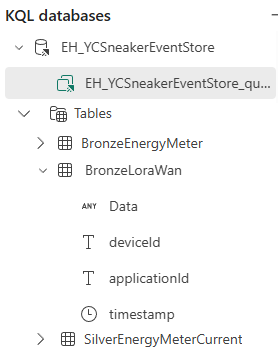 KQL databases
EH_YCSneakerEventStore
EH_YCSneakerEventStore_qu...
Tables
BronzeEnergyMeter
BronzeLoraWan
ANY Data
T deviceId
T applicationId
timestamp
SilverEnergyMeterCurrent